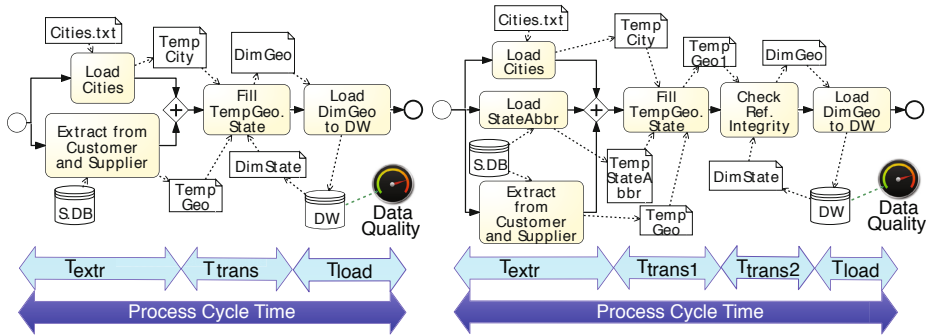 Cities.txt
Temp
City
DimGeo
Load
Cities
+
Fill
TempGeo.
State
Load
DimGeo
to DW
Extract from
Customer
and Supplier
DimState
Temp
Geo
S.DB
DW
Data
Quality
Textr
Ttrans
Tload
Process Cycle Time
Cities.txt
Temp
City
Temp
Geo1
DimGeo
Load
Cities
Load
StateAbbr
+
Fill
TempGeo.
State
Check
Ref.
Integrity
Load
DimGeo
to DW
S.DB
Temp
StateA
bbr
DimState
Extract
from
Customer
and Supplier
Temp
Geo
DW
Data
Quality
Textr
Ttrans1
Ttrans2
Tload
Process Cycle Time